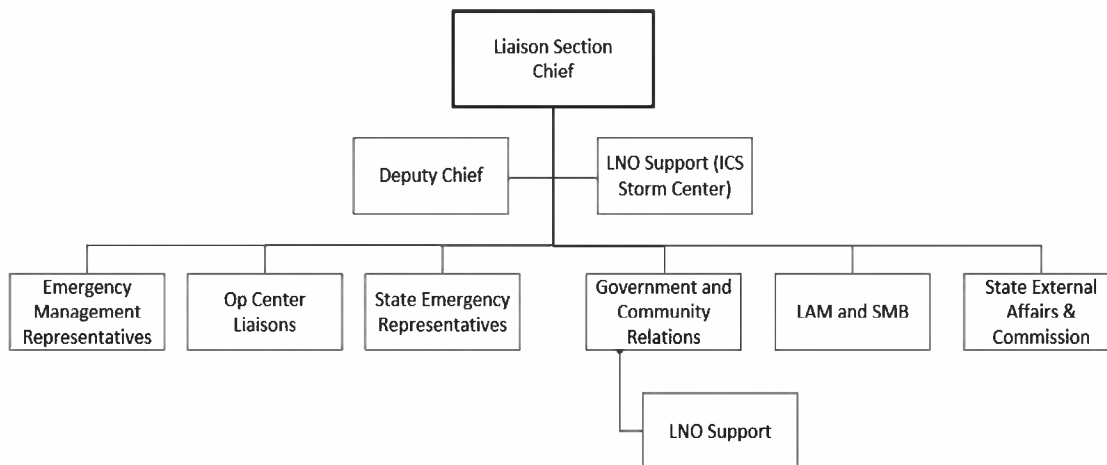 Liaison Section
Chief
Deputy Chief
LNO Support (ICS
Storm Center)
Emergency
Management
Representatives
Op Center
Liaisons
State Emergency
Representatives
Government and
Community
Relations
LAM and SMB
State External
Affairs &
Commission
LNO Support